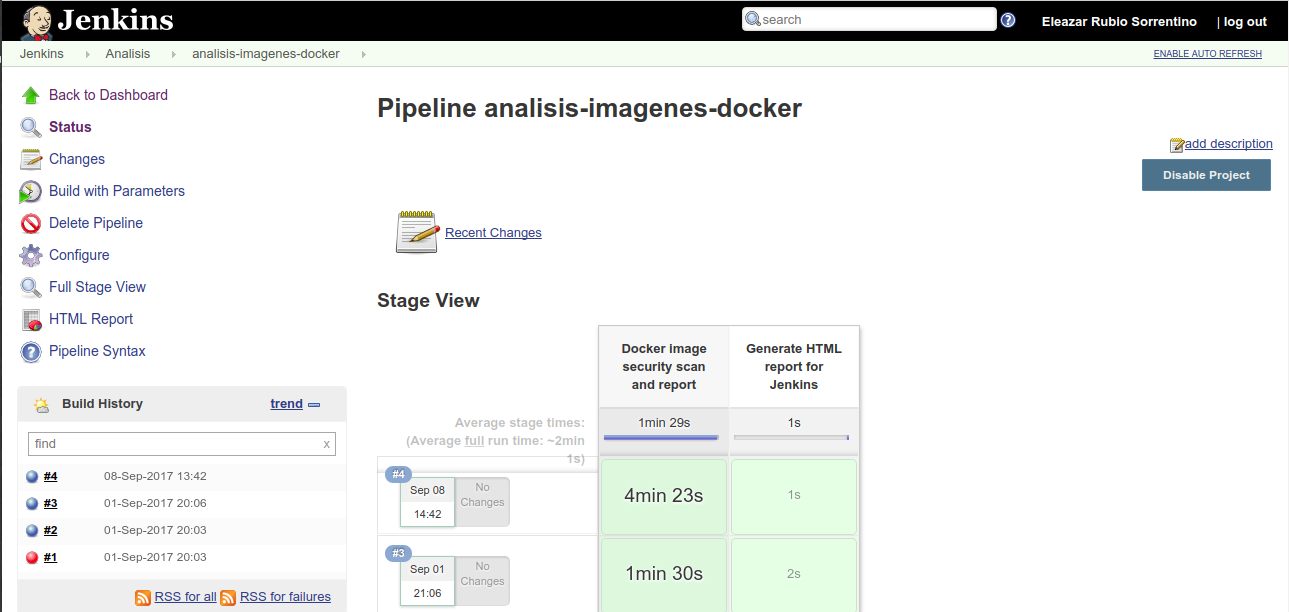 Jenkins
search
?
Eleazar Rubio Sorrentino
| log out
Jenkins
Analisis
analisis-imagenes-docker
ENABLE AUTO REFRESH
Back to Dashboard
Status
Changes
Build with Parameters
Delete Pipeline
Configure
Full Stage View
HTML Report
Pipeline Syntax
Build History
trend
find
x
#4 08-Sep-2017 13:42
#3 01-Sep-2017 20:06
#2 01-Sep-2017 20:03
#1 01-Sep-2017 20:03
RSS for all
RSS for failures
Pipeline analisis-imagenes-docker
add description
Disable Project
Recent Changes
Stage View
Docker image
security scan
and report
Generate HTML
report for
Jenkins
Average stage times:
(Average full run time: ~2min
1s)
1min 29s
1s
#4
Sep 08
14:42
No
Changes
4min 23s
1s
#3
Sep 01
21:06
No
Changes
1min 30s
2s